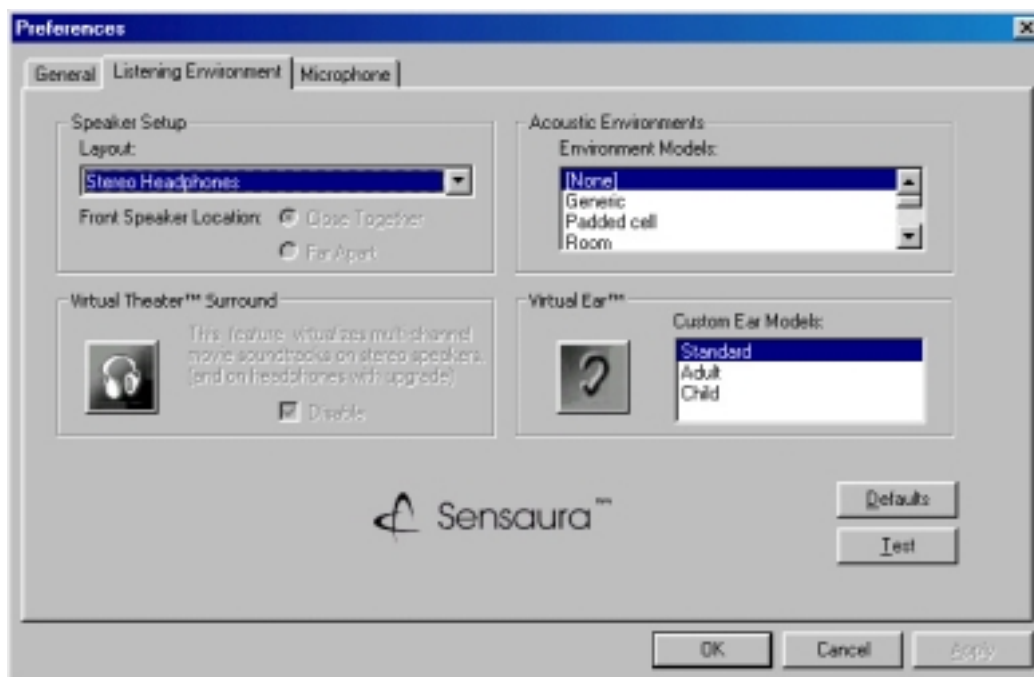 Preferences
General
Listening Environment
Microphone
Speaker Setup
Layout:
Stereo Headphones
Front Speaker Location:
Close Together
Far Apart
Acoustic Environments
Environment Models:
[None]
Generic
Padded cell
Room
Virtual Theater™ Surround
This feature virtualizes multi-channel
movie soundtracks on stereo speakers.
(and on headphones with upgrade)
Disable
Virtual Ear™
Custom Ear Models:
Standard
Adult
Child
Sensaura™
Defaults
Test
OK
Cancel
Apply